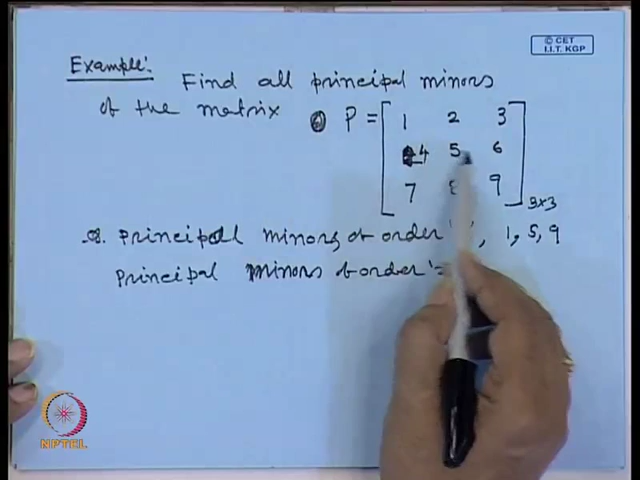 © CET
I.I.T. KGP
Example:
Find all principal minors
of the matrix P = [ 1 2 3
4 5 6
7 8 9 ] 3×3
Principal minors of order '1', 1, 5, 9
Principal minors of order '2
NPTEL